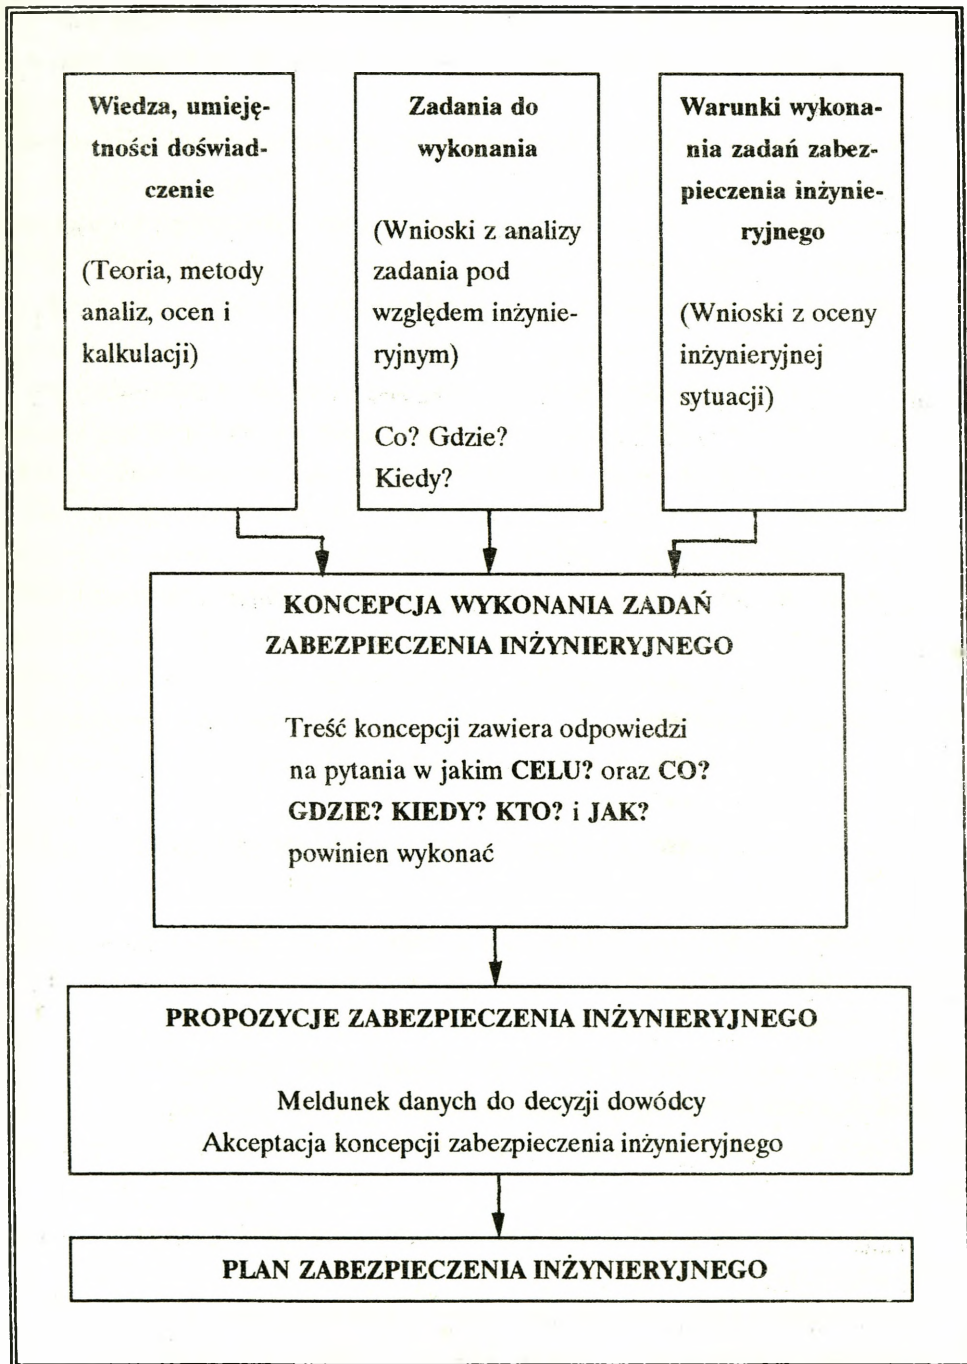 Wiedza, umieję-
tności doświad-
czenie
(Teoria, metody
analiz, ocen i
kalkulacji)
Zadania do
wykonania
(Wnioski z analizy
zadania pod
względem inżynie-
ryjnym)
Co? Gdzie?
Kiedy?
Warunki wykona-
nia zadań zabez-
pieczenia inżynie-
ryjnego
(Wnioski z oceny
inżynieryjnej
sytuacji)
KONCEPCJA WYKONANIA ZADAŃ
ZABEZPIECZENIA INŻYNIERYJNEGO
Treść koncepcji zawiera odpowiedzi
na pytania w jakim CELU? oraz CO?
GDZIE? KIEDY? KTO? i JAK?
powinien wykonać
PROPOZYCJE ZABEZPIECZENIA INŻYNIERYJNEGO
Meldunek danych do decyzji dowódcy
Akceptacja koncepcji zabezpieczenia inżynieryjnego
PLAN ZABEZPIECZENIA INŻYNIERYJNEGO